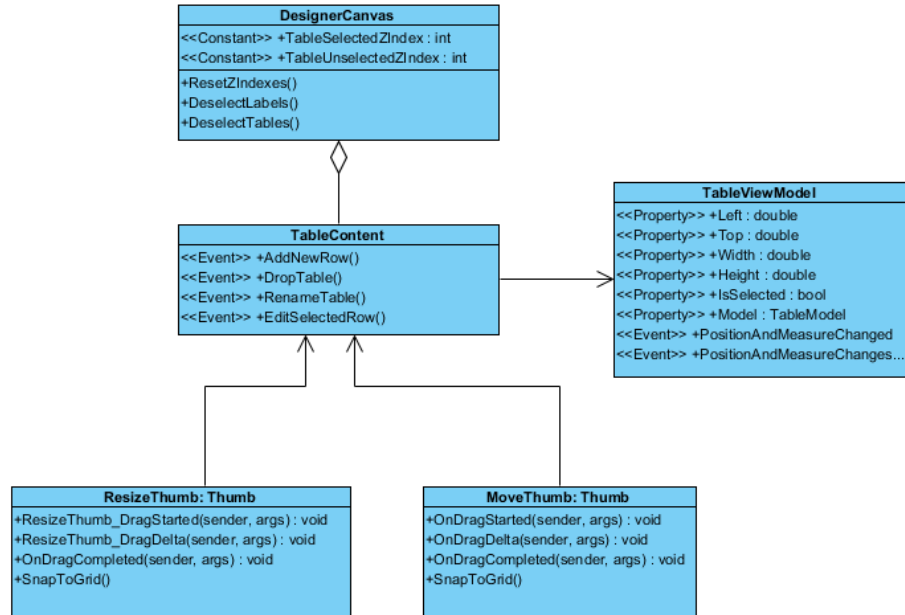 DesignerCanvas
<<Constant>> +TableSelectedZIndex : int
<<Constant>> +TableUnselectedZIndex : int
+ResetZIndexes()
+DeselectLabels()
+DeselectTables()
TableContent
<<Event>> +AddNewRow()
<<Event>> +DropTable()
<<Event>> +RenameTable()
<<Event>> +EditSelectedRow()
TableViewModel
<<Property>> +Left : double
<<Property>> +Top : double
<<Property>> +Width : double
<<Property>> +Height : double
<<Property>> +IsSelected : bool
<<Property>> +Model : TableModel
<<Event>> +PositionAndMeasureChanged
<<Event>> +PositionAndMeasureChanges...
ResizeThumb: Thumb
+ResizeThumb_DragStarted(sender, args) : void
+ResizeThumb_DragDelta(sender, args) : void
+OnDragCompleted(sender, args) : void
+SnapToGrid()
MoveThumb: Thumb
+OnDragStarted(sender, args) : void
+OnDragDelta(sender, args) : void
+OnDragCompleted(sender, args) : void
+SnapToGrid()